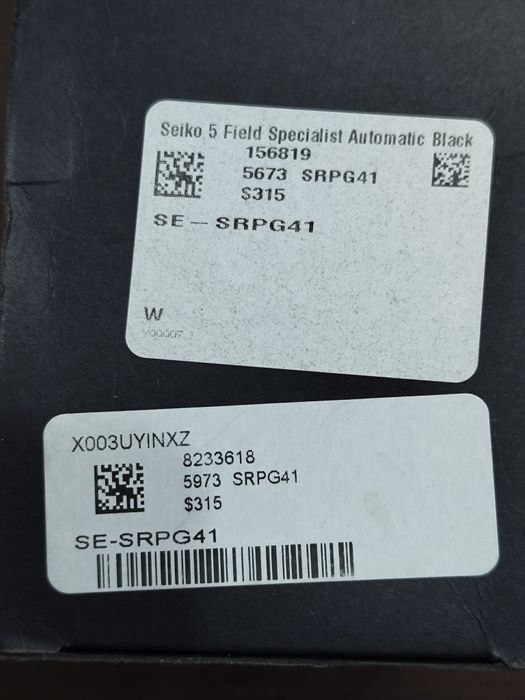 Seiko 5 Field Specialist Automatic Black
156819
5673 SRPG41
$315
SE-SRPG41
W
V00007
X003UYINXZ
8233618
5973 SRPG41
$315
SE-SRPG41